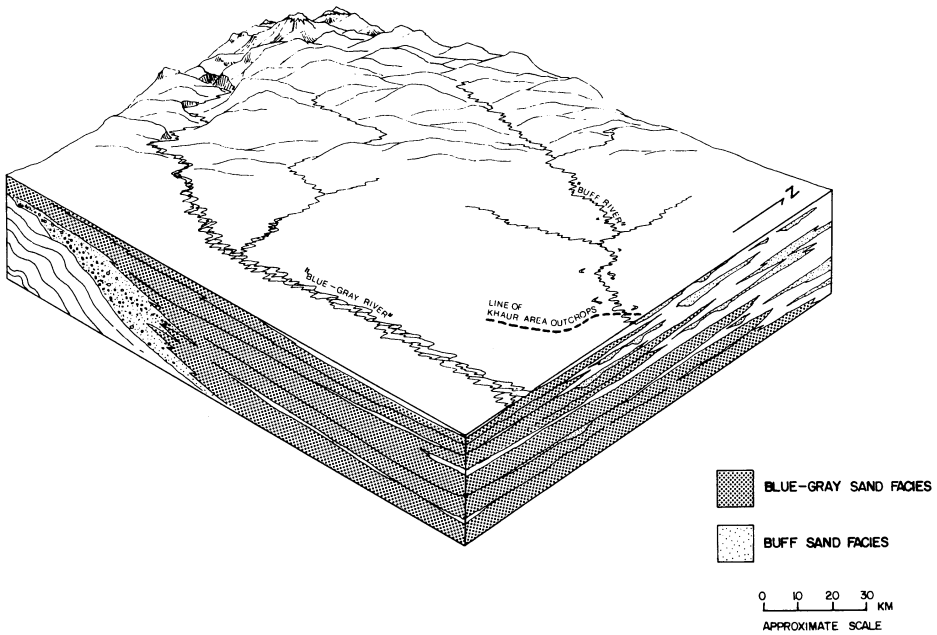 N
"BUFF RIVER"
"BLUE-GRAY RIVER"
LINE OF
KHAUR AREA OUTCROPS
BLUE-GRAY SAND FACIES
BUFF SAND FACIES
0 10 20 30
KM
APPROXIMATE SCALE